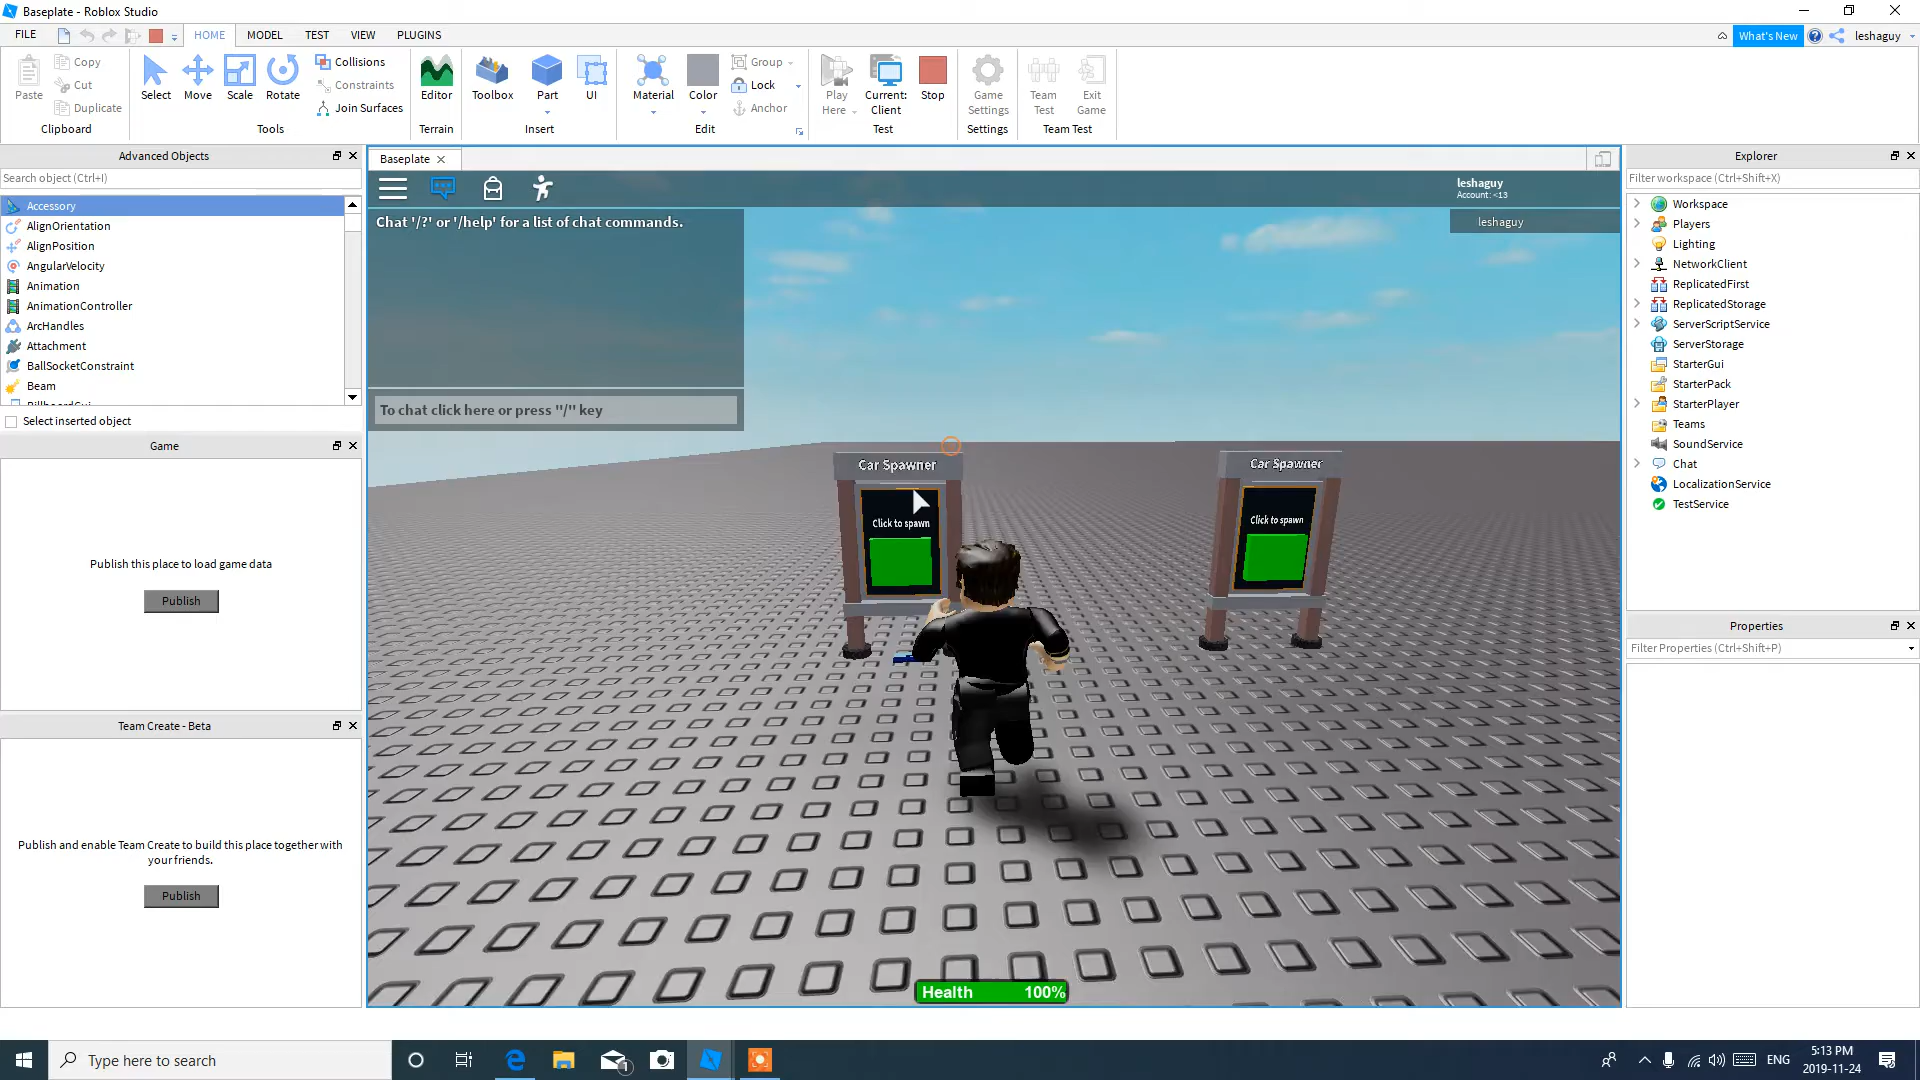 Baseplate - Roblox Studio
FILE
HOME
MODEL
TEST
VIEW
PLUGINS
What's New
leshaguy
Paste
Copy
Cut
Duplicate
Clipboard
Select
Move
Scale
Rotate
Collisions
Constraints
Join Surfaces
Tools
Editor
Terrain
Toolbox
Part
UI
Insert
Material
Color
Group
Lock
Anchor
Edit
Play
Here
Current:
Client
Stop
Test
Game
Settings
Settings
Team
Test
Exit
Game
Team Test
Advanced Objects
Search object (Ctrl+I)
Accessory
AlignOrientation
AlignPosition
AngularVelocity
Animation
AnimationController
ArcHandles
Attachment
BallSocketConstraint
Beam
BillboardGui
Select inserted object
Game
Publish this place to load game data
Publish
Team Create - Beta
Publish and enable Team Create to build this place together with
your friends.
Publish
Baseplate
leshaguy
Account: <13
leshaguy
Chat '/?' or '/help' for a list of chat commands.
To chat click here or press "/" key
Car Spawner
Click to spawn
Car Spawner
Click to spawn
Health 100%
Explorer
Filter workspace (Ctrl+Shift+X)
Workspace
Players
Lighting
NetworkClient
ReplicatedFirst
ReplicatedStorage
ServerScriptService
ServerStorage
StarterGui
StarterPack
StarterPlayer
Teams
SoundService
Chat
LocalizationService
TestService
Properties
Filter Properties (Ctrl+Shift+P)
Type here to search
1
ENG
5:13 PM
2019-11-24